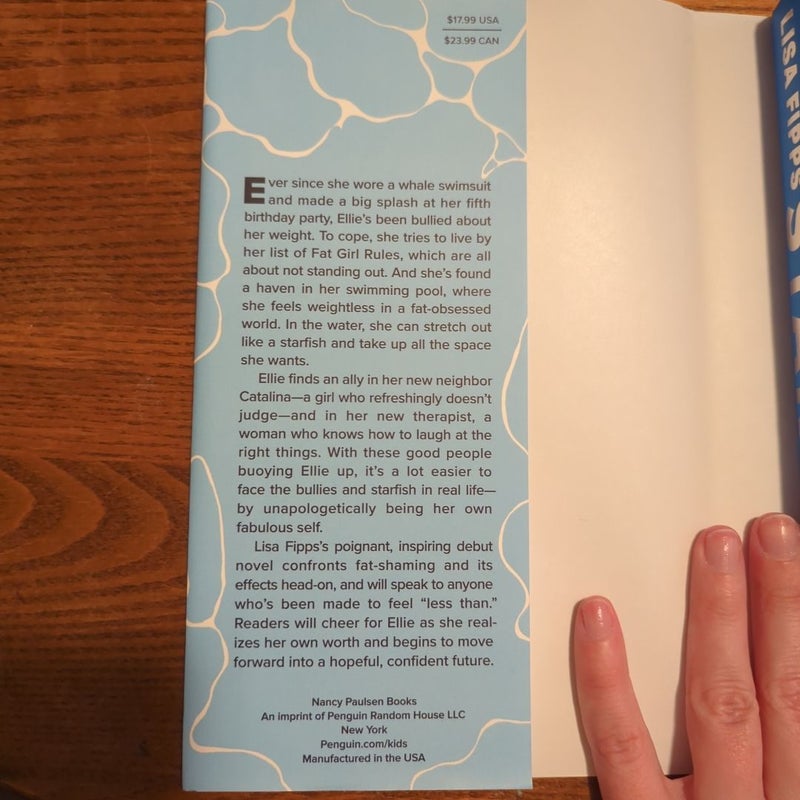 $17.99 USA
$23.99 CAN
Ever since she wore a whale swimsuit
and made a big splash at her fifth
birthday party, Ellie's been bullied about
her weight. To cope, she tries to live by
her list of Fat Girl Rules, which are all
about not standing out. And she's found
a haven in her swimming pool, where
she feels weightless in a fat-obsessed
world. In the water, she can stretch out
like a starfish and take up all the space
she wants.
Ellie finds an ally in her new neighbor
Catalina—a girl who refreshingly doesn't
judge—and in her new therapist, a
woman who knows how to laugh at the
right things. With these good people
buoying Ellie up, it's a lot easier to
face the bullies and starfish in real life—
by unapologetically being her own
fabulous self.
Lisa Fipps's poignant, inspiring debut
novel confronts fat-shaming and its
effects head-on, and will speak to anyone
who's been made to feel “less than.”
Readers will cheer for Ellie as she real-
izes her own worth and begins to move
forward into a hopeful, confident future.
Nancy Paulsen Books
An imprint of Penguin Random House LLC
New York
Penguin.com/kids
Manufactured in the USA
LISA FIPPS